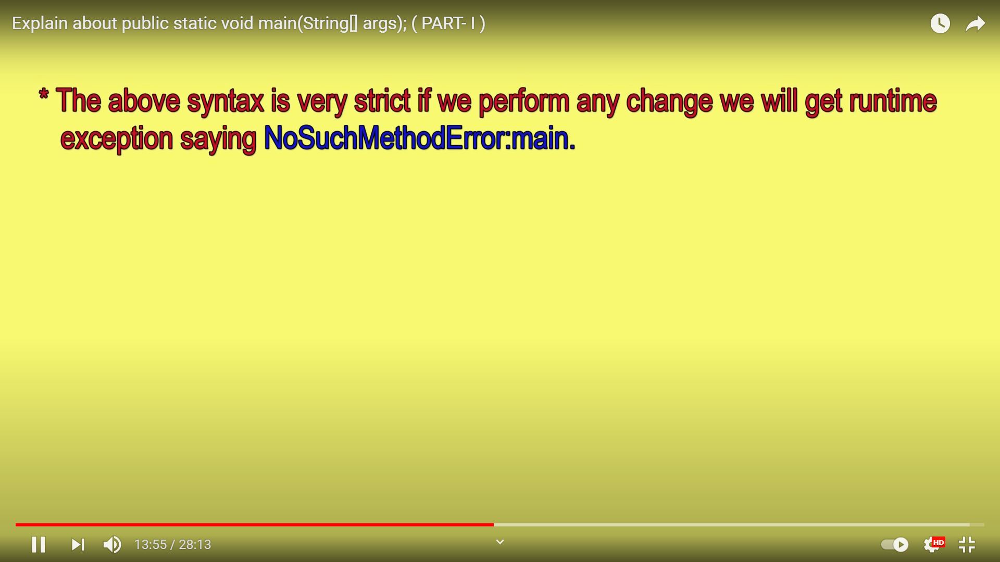 Explain about public static void main(String[] args); ( PART- I )
* The above syntax is very strict if we perform any change we will get runtime
exception saying NoSuchMethodError:main.
13:55 / 28:13
HD